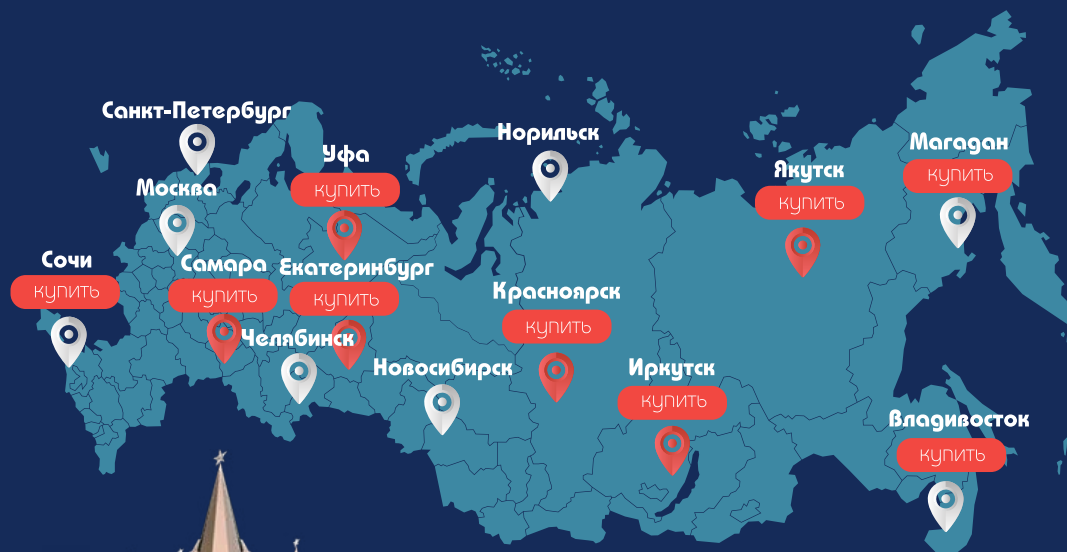 Санкт-Петербург
Норильск
Магадан
купить
Уфа
купить
Якутск
купить
Москва
Сочи
купить
Самара
купить
Екатеринбург
купить
Красноярск
купить
Челябинск
Новосибирск
Иркутск
купить
Владивосток
купить